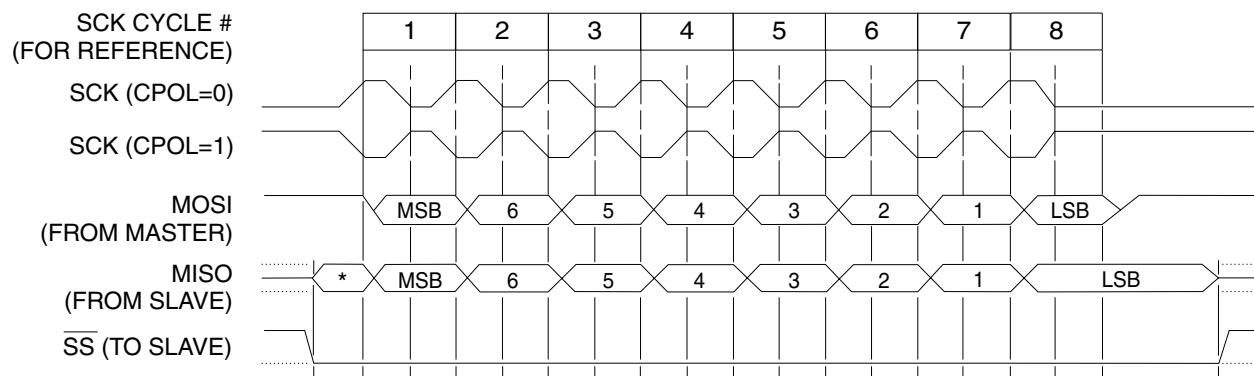 SCK CYCLE #
(FOR REFERENCE)
1 2 3 4 5 6 7 8
SCK (CPOL=0)
SCK (CPOL=1)
MOSI
(FROM MASTER)
MSB 6 5 4 3 2 1 LSB
MISO
(FROM SLAVE)
* MSB 6 5 4 3 2 1 LSB
SS (TO SLAVE)